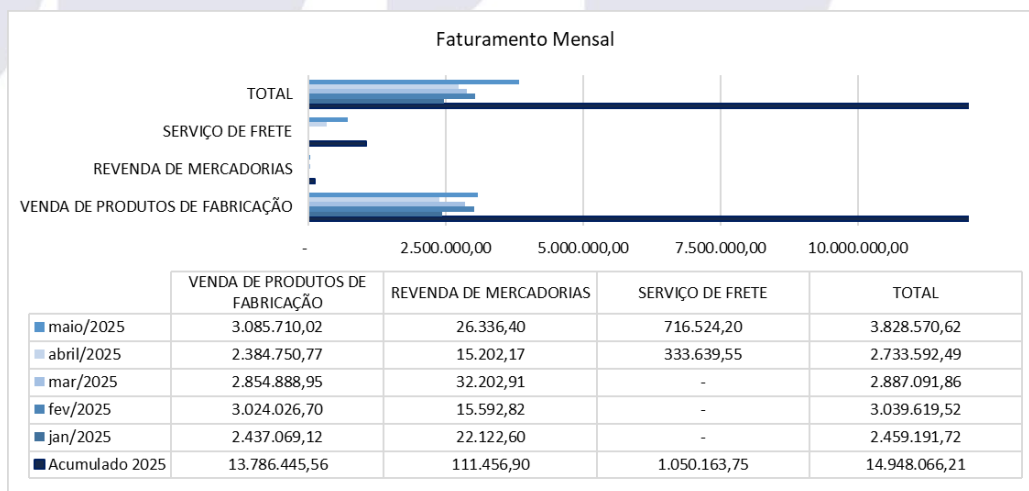 Faturamento Mensal
TOTAL
SERVIÇO DE FRETE
REVENDA DE MERCADORIAS
VENDA DE PRODUTOS DE FABRICAÇÃO
- 2.500.000,00 5.000.000,00 7.500.000,00 10.000.000,00
VENDA DE PRODUTOS DE FABRICAÇÃO REVENDA DE MERCADORIAS SERVIÇO DE FRETE TOTAL
maio/2025 3.085.710,02 26.336,40 716.524,20 3.828.570,62
abril/2025 2.384.750,77 15.202,17 333.639,55 2.733.592,49
mar/2025 2.854.888,95 32.202,91 - 2.887.091,86
fev/2025 3.024.026,70 15.592,82 - 3.039.619,52
jan/2025 2.437.069,12 22.122,60 - 2.459.191,72
Acumulado 2025 13.786.445,56 111.456,90 1.050.163,75 14.948.066,21